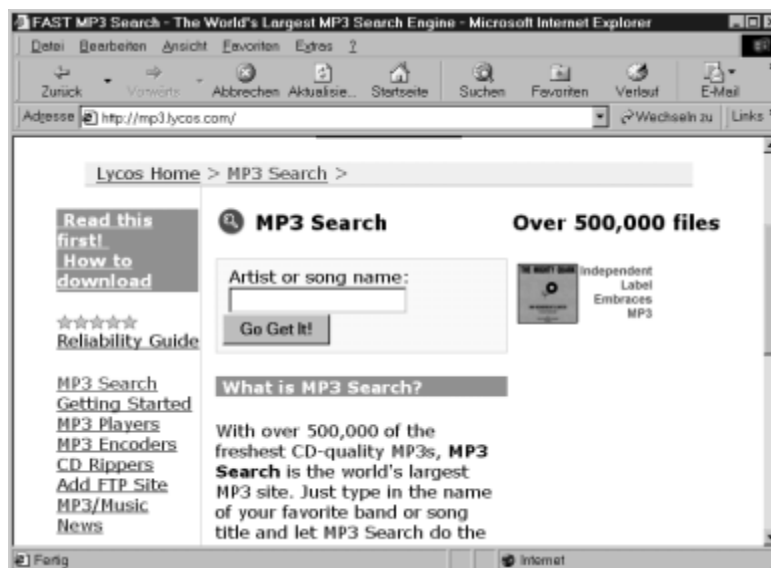 FAST MP3 Search - The World's Largest MP3 Search Engine - Microsoft Internet Explorer
Datei Bearbeiten Ansicht Favoriten Extras ?
Zurück Vorwärts Abbrechen Aktualisie... Startseite Suchen Favoriten Verlauf E-Mail
Adresse http://mp3.lycos.com/ Wechseln zu Links
Lycos Home > MP3 Search >
Read this
first!
How to
download
Reliability Guide
MP3 Search
Getting Started
MP3 Players
MP3 Encoders
CD Rippers
Add FTP Site
MP3/Music
News
MP3 Search
Artist or song name:
Go Get It!
What is MP3 Search?
With over 500,000 of the
freshest CD-quality MP3s, MP3
Search is the world's largest
MP3 site. Just type in the name
of your favorite band or song
title and let MP3 Search do the
Over 500,000 files
THE MIGHTY QUARK
Independent
Label
Embraces
MP3
Fertig Internet